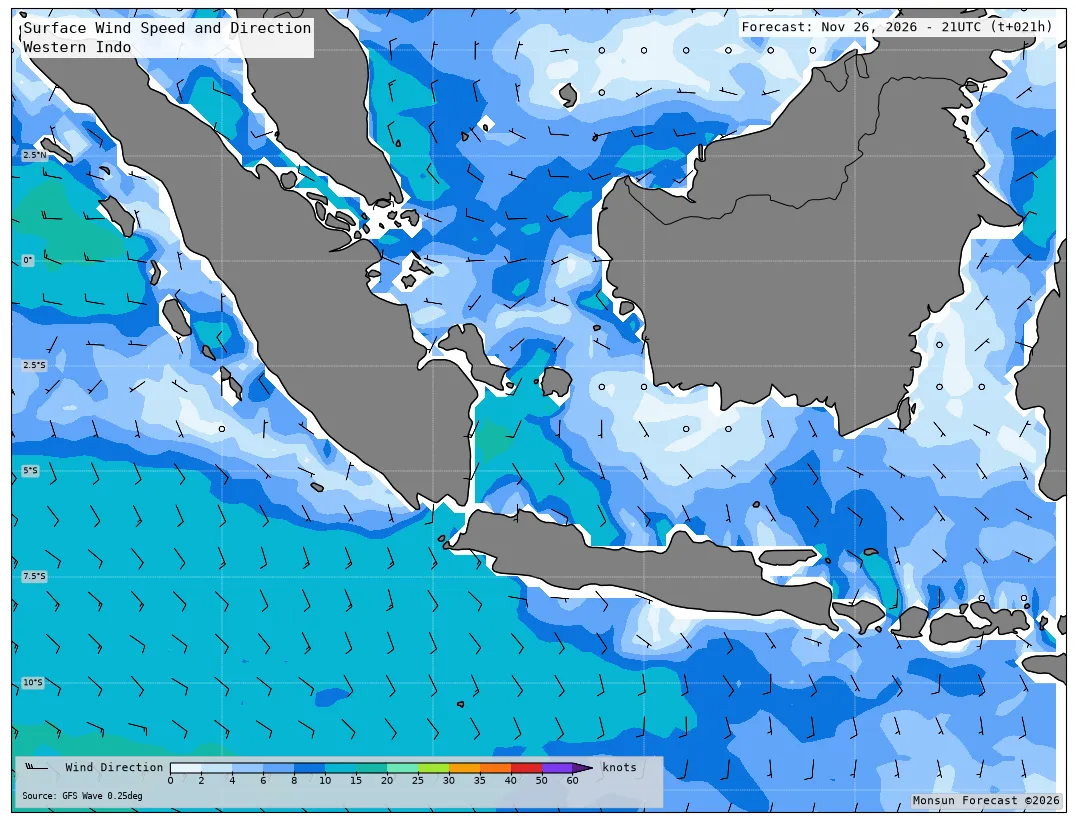 Surface Wind Speed and Direction
Western Indo
Forecast: Nov 26, 2026 - 21UTC (t+021h)
2.5°N
0°
2.5°S
5°S
7.5°S
10°S
Wind Direction
0 2 4 6 8 10 15 20 25 30 35 40 50 60
knots
Source: GFS Wave 0.25deg
Monsun Forecast ©2026